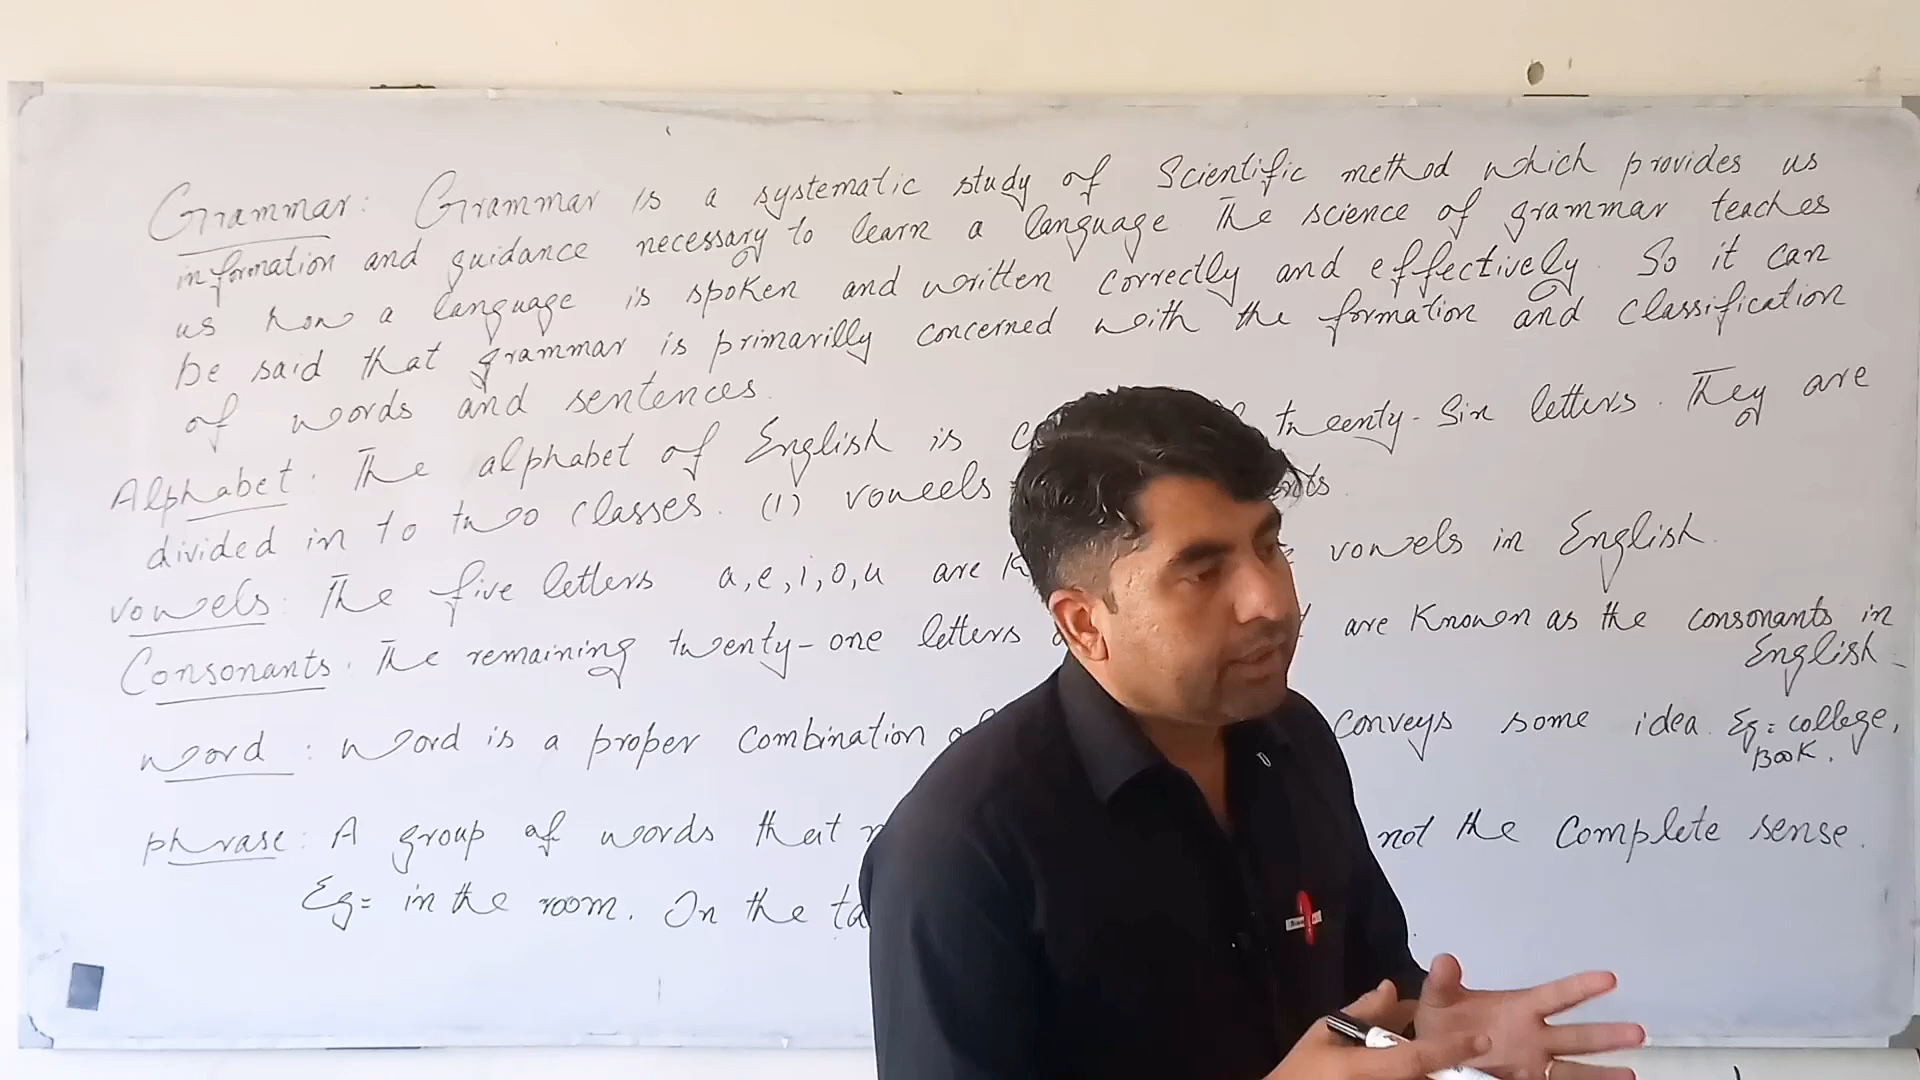 Grammar: Grammar is a systematic study of Scientific method which provides us
information and guidance necessary to learn a language. The science of grammar teaches
us how a language is spoken and written correctly and effectively. So it can
be said that grammar is primarilly concerned with the formation and classification
of words and sentences.
Alphabet. The alphabet of English is twenty-Six letters. They are
divided in to two classes. (1) vowels
vowels: The five letters a,e,i,o,u are vowels in English.
Consonants. The remaining twenty-one letters are Known as the consonants in
English
word: word is a proper combination conveys some idea. Eg= college,
Book.
phrase: A group of words that not the Complete sense.
Eg= in the room. On the